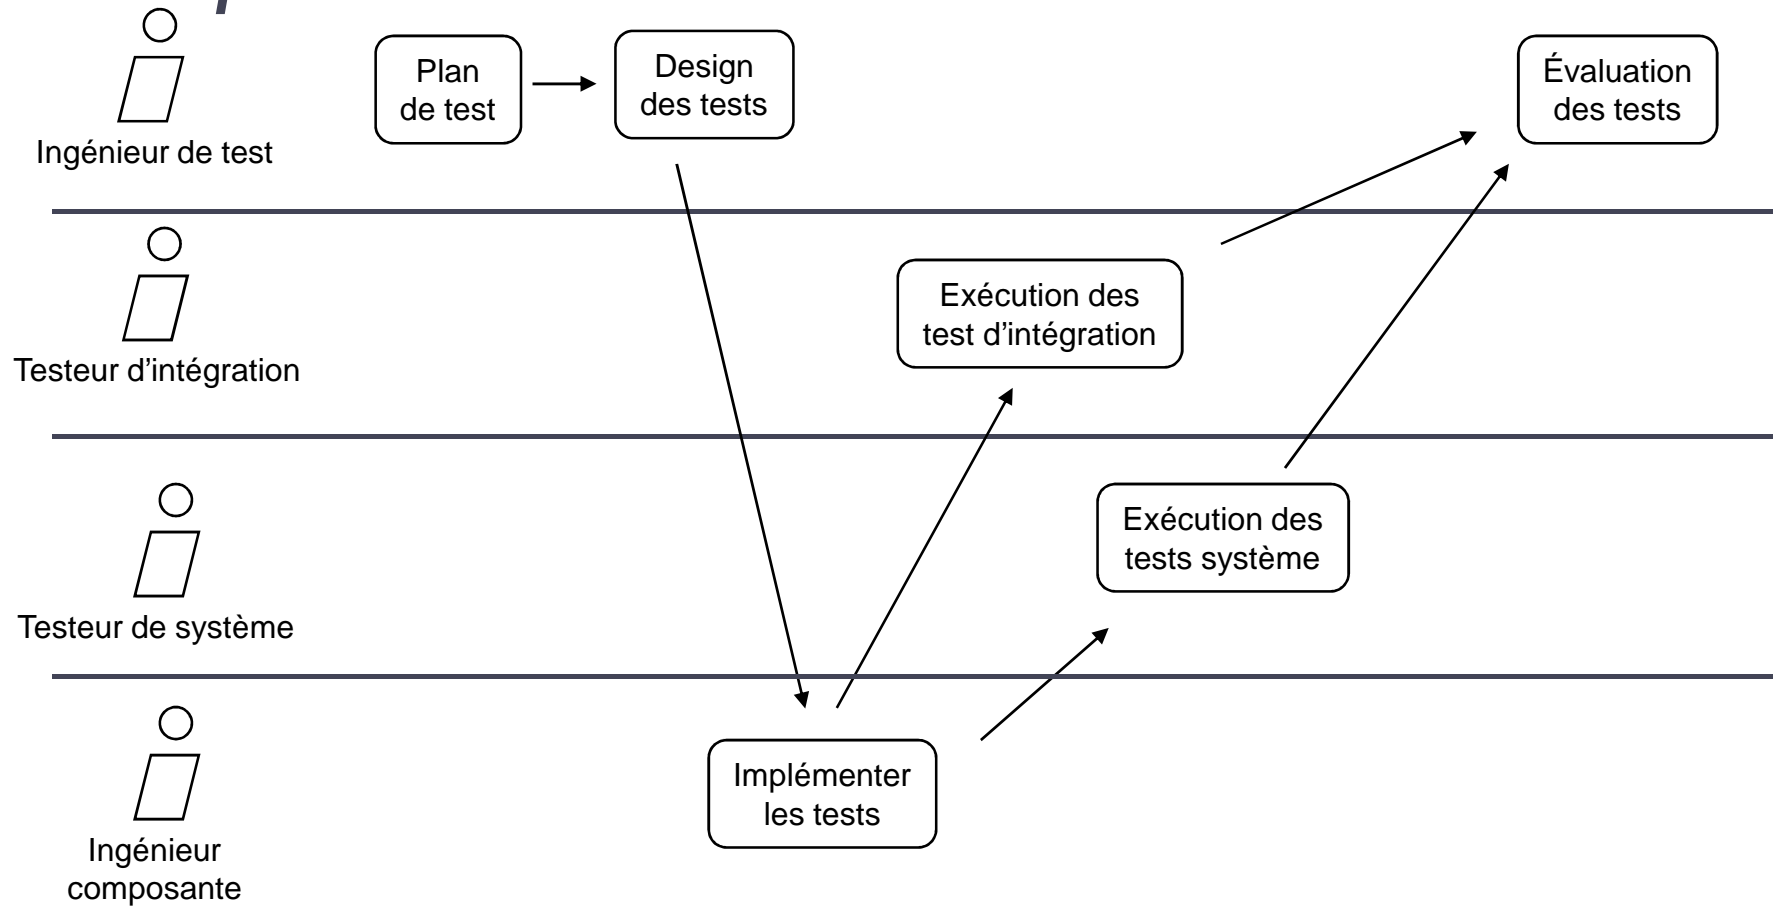 Plan
de test
Design
des tests
Évaluation
des tests
Ingénieur de test
Exécution des
test d’intégration
Testeur d’intégration
Exécution des
tests système
Testeur de système
Implémenter
les tests
Ingénieur
composante